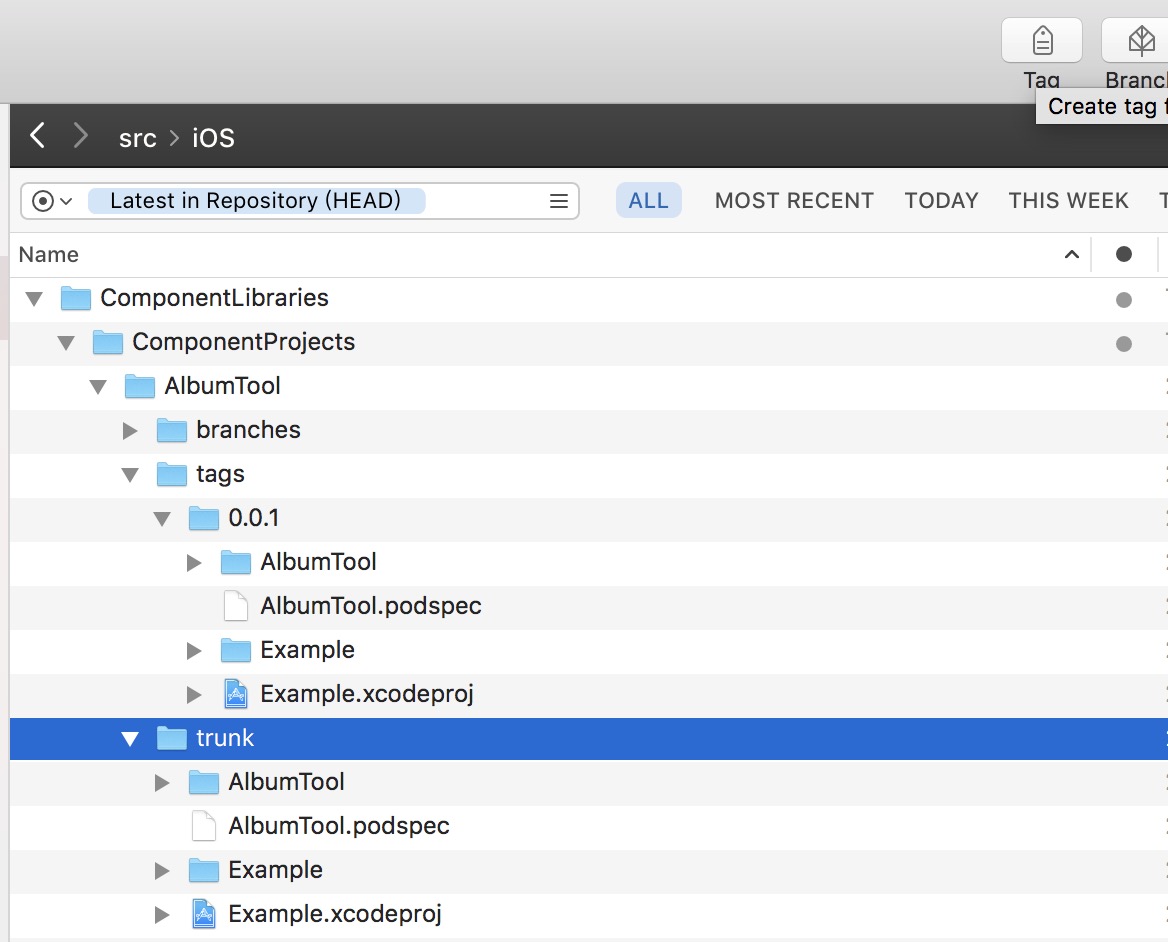 Tag
Branch
Create tag f
src > iOS
Latest in Repository (HEAD)
ALL MOST RECENT TODAY THIS WEEK T
Name
ComponentLibraries
ComponentProjects
AlbumTool
branches
tags
0.0.1
AlbumTool
AlbumTool.podspec
Example
Example.xcodeproj
trunk
AlbumTool
AlbumTool.podspec
Example
Example.xcodeproj